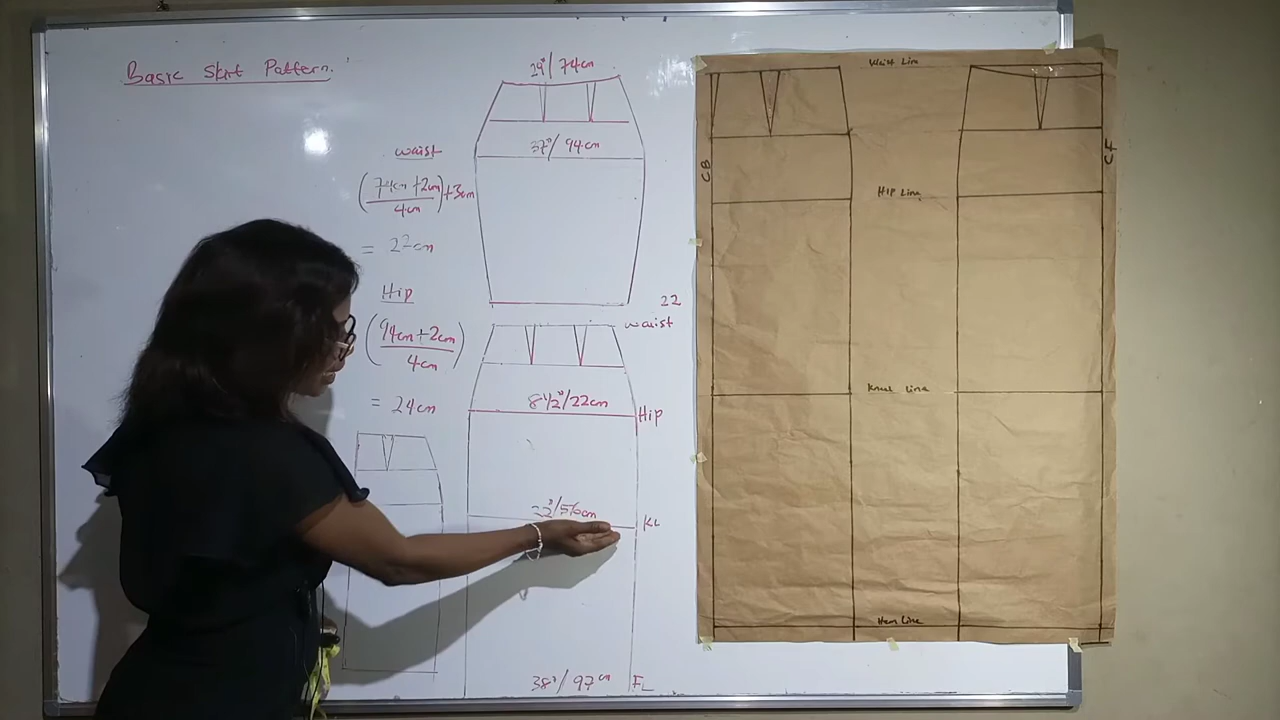 Basic Skirt Pattern.
waist
(74cm+2cm)+3cm
4cm
= 22cm
Hip
(94cm+2cm)
4cm
= 24cm
29"/74cm
37"/94cm
22
waist
8½"/22cm
Hip
22"/56cm
KL
38"/97cm
FL
Waist Line
CB
CF
Hip Line
Knee Line
Hem Line